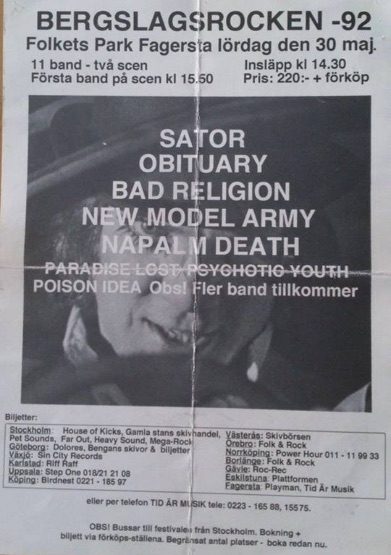 BERGSLAGSROCKEN -92
Folkets Park Fagersta lördag den 30 maj.
11 band - två scen
Insläpp kl 14.30
Första band på scen kl 15.50
Pris: 220:- + förköp
SATOR
OBITUARY
BAD RELIGION
NEW MODEL ARMY
NAPALM DEATH
PARADISE LOST PSYCHOTIC YOUTH
POISON IDEA Obs! Fler band tillkommer
Biljetter:
Stockholm: House of Kicks, Gamla stans skivhandel,
Pet Sounds, Far Out, Heavy Sound, Mega-Rock
Göteborg: Dolores, Bengans skivor & biljetter
Växjö: Sin City Records
Karlstad: Riff Raff
Uppsala: Step One 018/21 21 08
Köping: Birdnest 0221 - 185 97
Västerås: Skivbörsen
Örebro: Folk & Rock
Norrköping: Power Hour 011 - 11 99 33
Borlänge: Folk & Rock
Gävle: Roc-Rec
Eskilstuna: Plattformen
Fagersta: Playman, Tid Är Musik
eller per telefon TID ÄR MUSIK tele: 0223 - 165 88, 155 75.
OBS! Bussar till festivalen från Stockholm. Bokning +
biljett via förköps-ställena. Begränsat antal platser - boka redan nu.